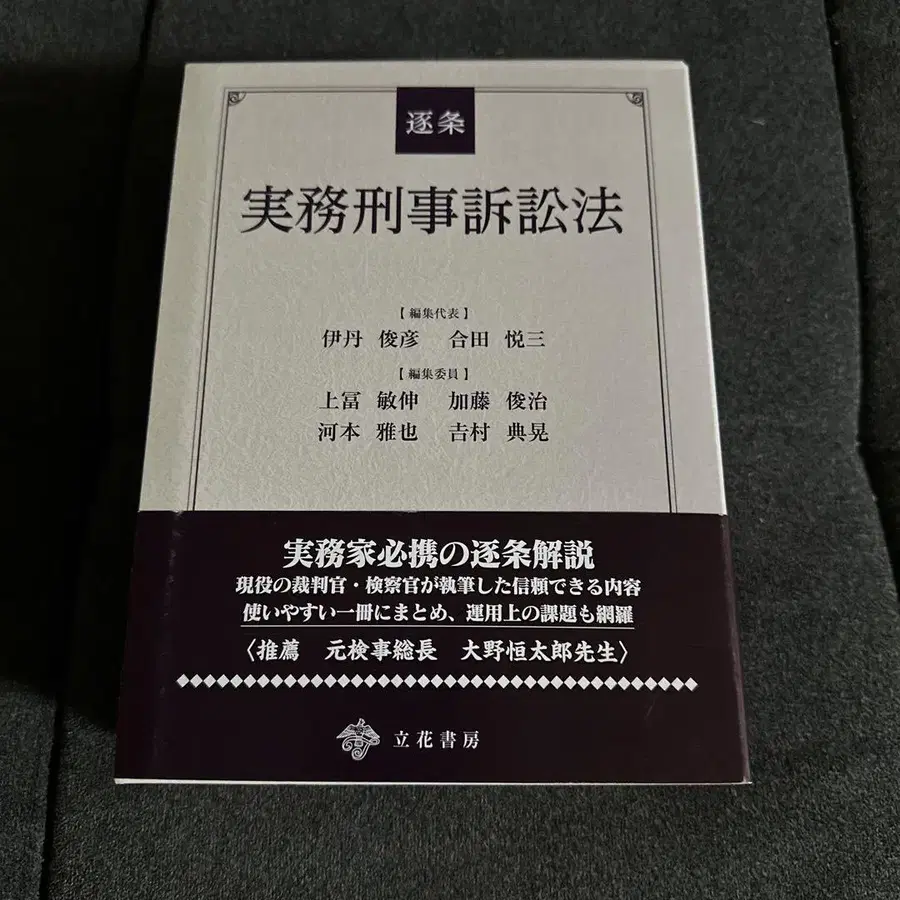 逐条
実務刑事訴訟法
【編集代表】
伊丹 俊彦 合田 悦三
【編集委員】
上冨 敏伸 加藤 俊治
河本 雅也 𠮷村 典晃
実務家必携の逐条解説
現役の裁判官・検察官が執筆した信頼できる内容
使いやすい一冊にまとめ、運用上の課題も網羅
〈推薦 元検事総長 大野恒太郎先生〉
立花書房